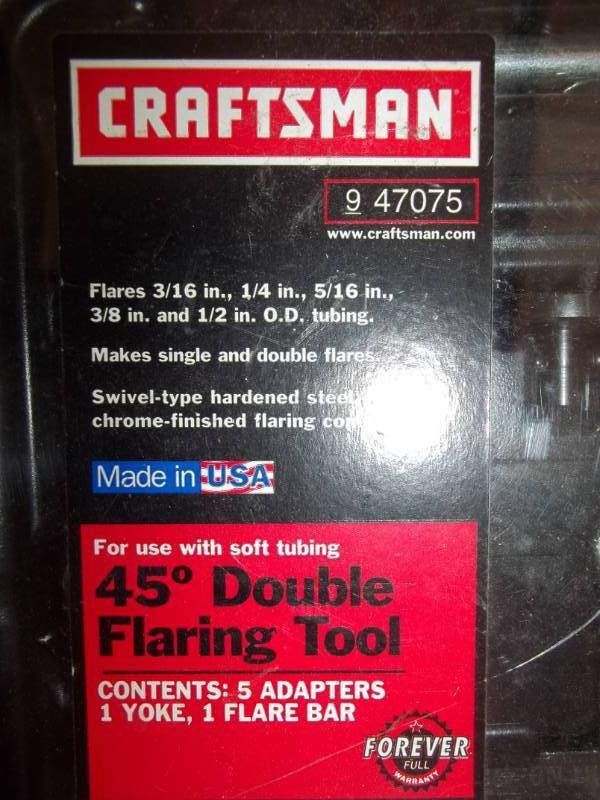 CRAFTSMAN
9 47075
www.craftsman.com
Flares 3/16 in., 1/4 in., 5/16 in.,
3/8 in. and 1/2 in. O.D. tubing.
Makes single and double flares.
Swivel-type hardened steel
chrome-finished flaring
Made in USA
For use with soft tubing
45º Double
Flaring Tool
CONTENTS: 5 ADAPTERS
1 YOKE, 1 FLARE BAR
FOREVER
FULL
WARRANTY